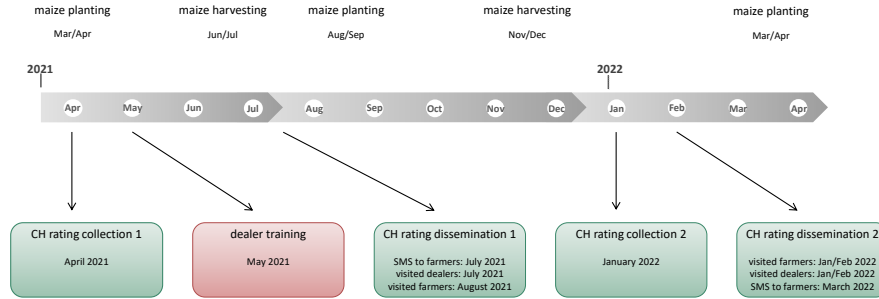 maize planting
Mar/Apr
maize harvesting
Jun/Jul
maize planting
Aug/Sep
maize harvesting
Nov/Dec
maize planting
Mar/Apr
2021
2022
Apr
May
Jun
Jul
Aug
Sep
Oct
Nov
Dec
Jan
Feb
Mar
Apr
CH rating collection 1
April 2021
dealer training
May 2021
CH rating dissemination 1
SMS to farmers: July 2021
visited dealers: July 2021
visited farmers: August 2021
CH rating collection 2
January 2022
CH rating dissemination 2
visited farmers: Jan/Feb 2022
visited dealers: Jan/Feb 2022
SMS to farmers: March 2022